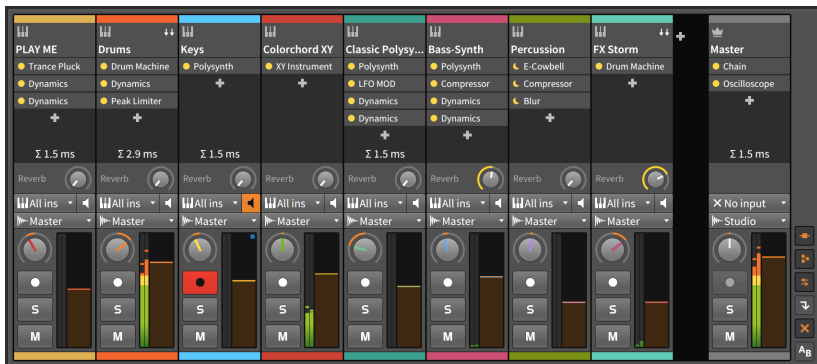 PLAY ME
Trance Pluck
Dynamics
Dynamics
Σ 1.5 ms
Reverb
All ins
Master
S
M
Drums
Drum Machine
Dynamics
Peak Limiter
Σ 2.9 ms
Reverb
All ins
Master
S
M
Keys
Polysynth
Σ 1.5 ms
Reverb
All ins
Master
S
M
Colorchord XY
XY Instrument
Reverb
All ins
Master
S
M
Classic Polysy...
Polysynth
LFO MOD
Dynamics
Dynamics
Σ 1.5 ms
Reverb
All ins
Master
S
M
Bass-Synth
Polysynth
Compressor
Dynamics
Dynamics
Reverb
All ins
Master
S
M
Percussion
E-Cowbell
Compressor
Blur
Reverb
All ins
Master
S
M
FX Storm
Drum Machine
Reverb
All ins
Master
S
M
Master
Chain
Oscilloscope
Σ 1.5 ms
No input
Studio
S
M
AB